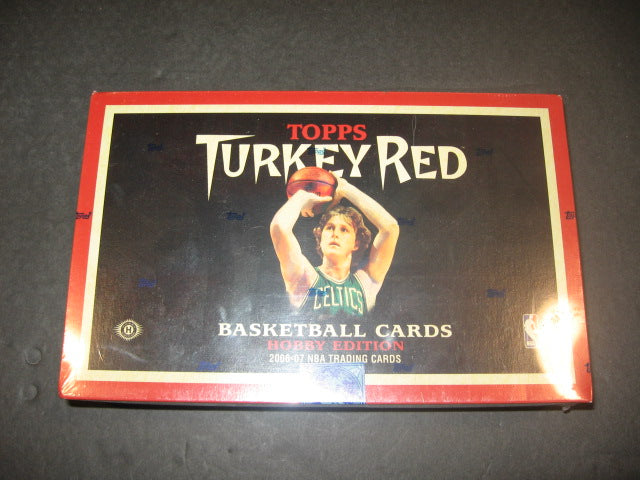 TOPPS
TURKEY RED
CELTICS
BASKETBALL CARDS
HOBBY EDITION
2006-07 NBA TRADING CARDS
H